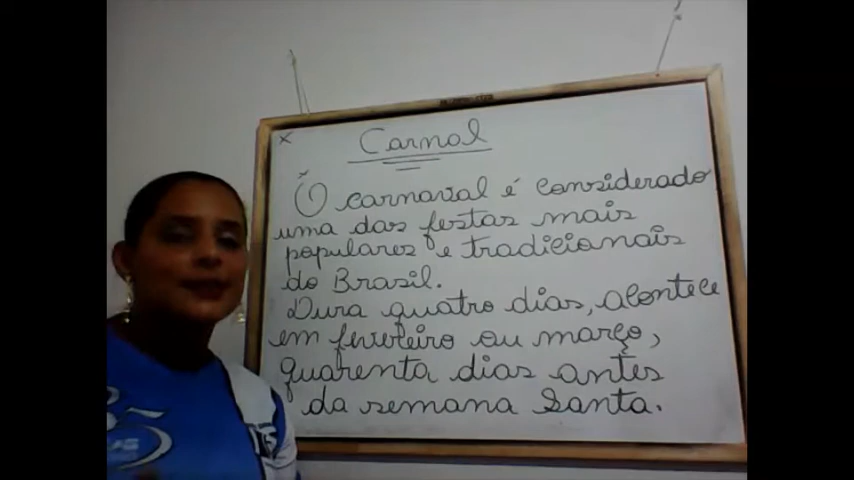 Carnal
O carnaval é considerado
uma das festas mais
populares e tradicionais
do Brasil.
Dura quatro dias, acontece
em fevereiro ou março,
quarenta dias antes
da semana Santa.